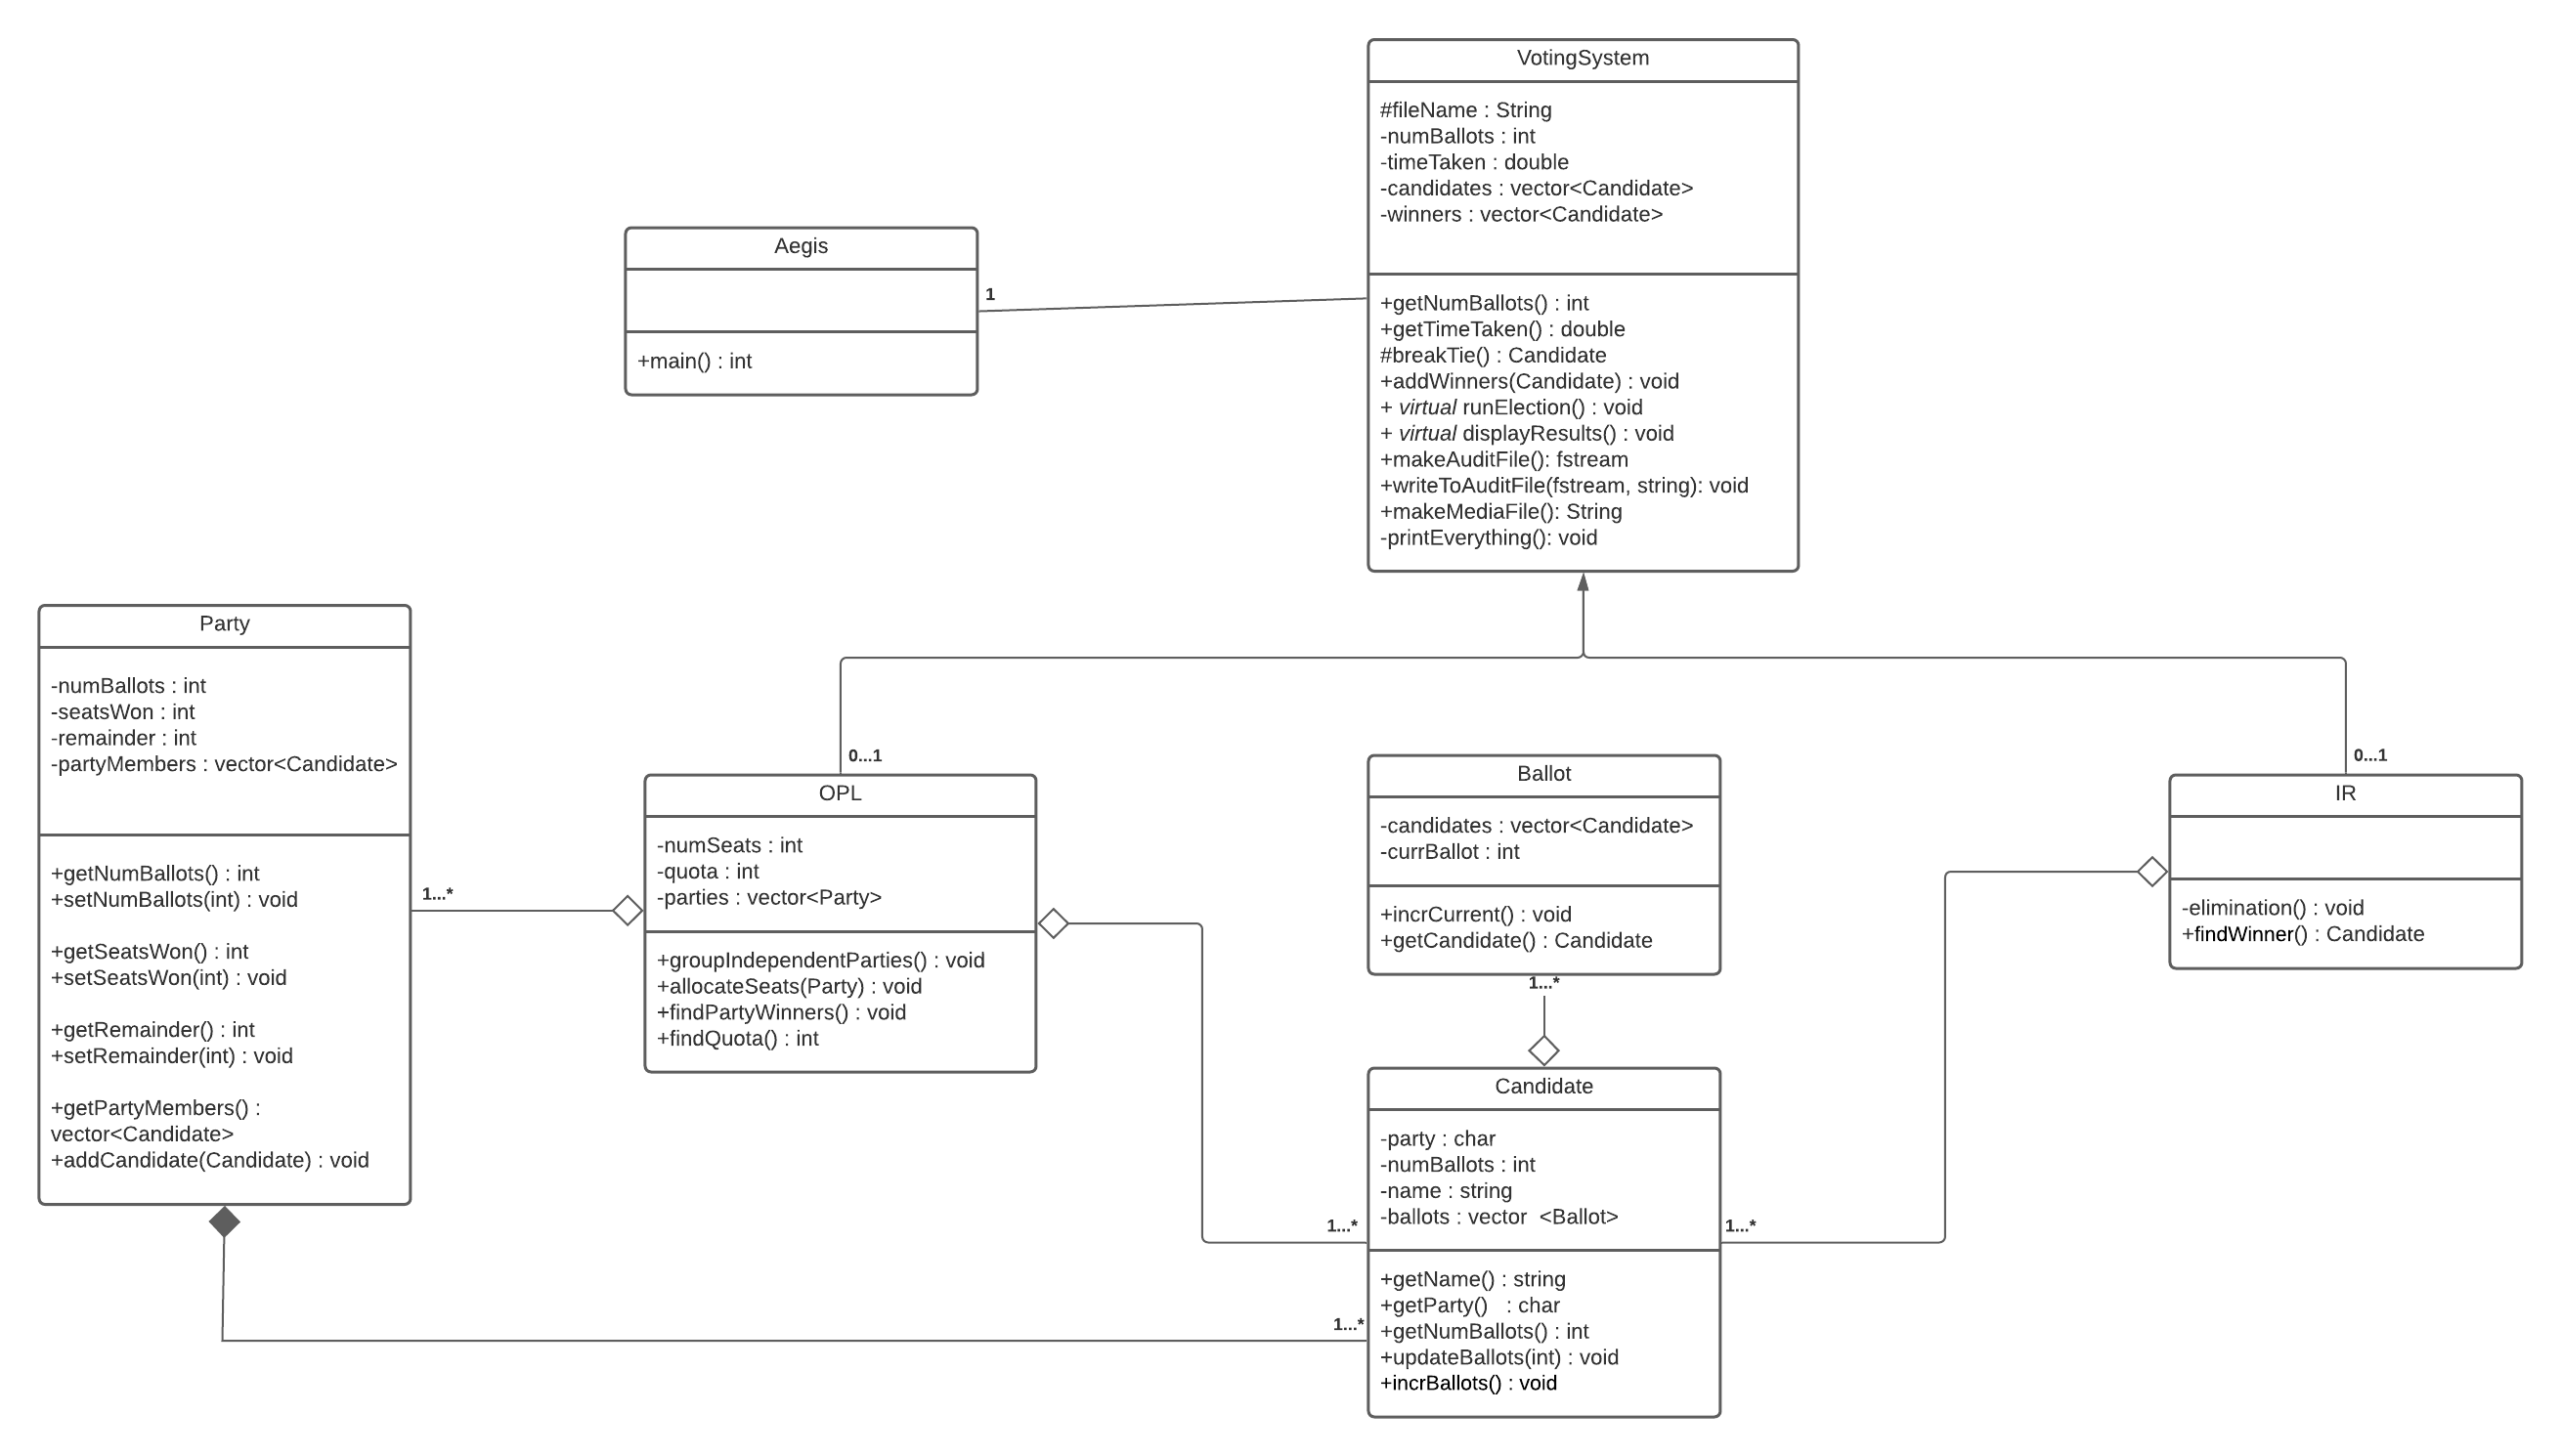 VotingSystem
#fileName : String
-numBallots : int
-timeTaken : double
-candidates : vector<Candidate>
-winners : vector<Candidate>
+getNumBallots() : int
+getTimeTaken() : double
#breakTie() : Candidate
+addWinners(Candidate) : void
+ virtual runElection() : void
+ virtual displayResults() : void
+makeAuditFile(): fstream
+writeToAuditFile(fstream, string): void
+makeMediaFile(): String
-printEverything(): void
Aegis
+main() : int
1
Party
-numBallots : int
-seatsWon : int
-remainder : int
-partyMembers : vector<Candidate>
+getNumBallots() : int
+setNumBallots(int) : void
+getSeatsWon() : int
+setSeatsWon(int) : void
+getRemainder() : int
+setRemainder(int) : void
+getPartyMembers() :
vector<Candidate>
+addCandidate(Candidate) : void
1...*
0...1
OPL
-numSeats : int
-quota : int
-parties : vector<Party>
+groupIndependentParties() : void
+allocateSeats(Party) : void
+findPartyWinners() : void
+findQuota() : int
Ballot
-candidates : vector<Candidate>
-currBallot : int
+incrCurrent() : void
+getCandidate() : Candidate
1...*
0...1
IR
-elimination() : void
+findWinner() : Candidate
Candidate
-party : char
-numBallots : int
-name : string
-ballots : vector  <Ballot>
+getName() : string
+getParty()   : char
+getNumBallots() : int
+updateBallots(int) : void
+incrBallots() : void
1...*
1...*
1...*